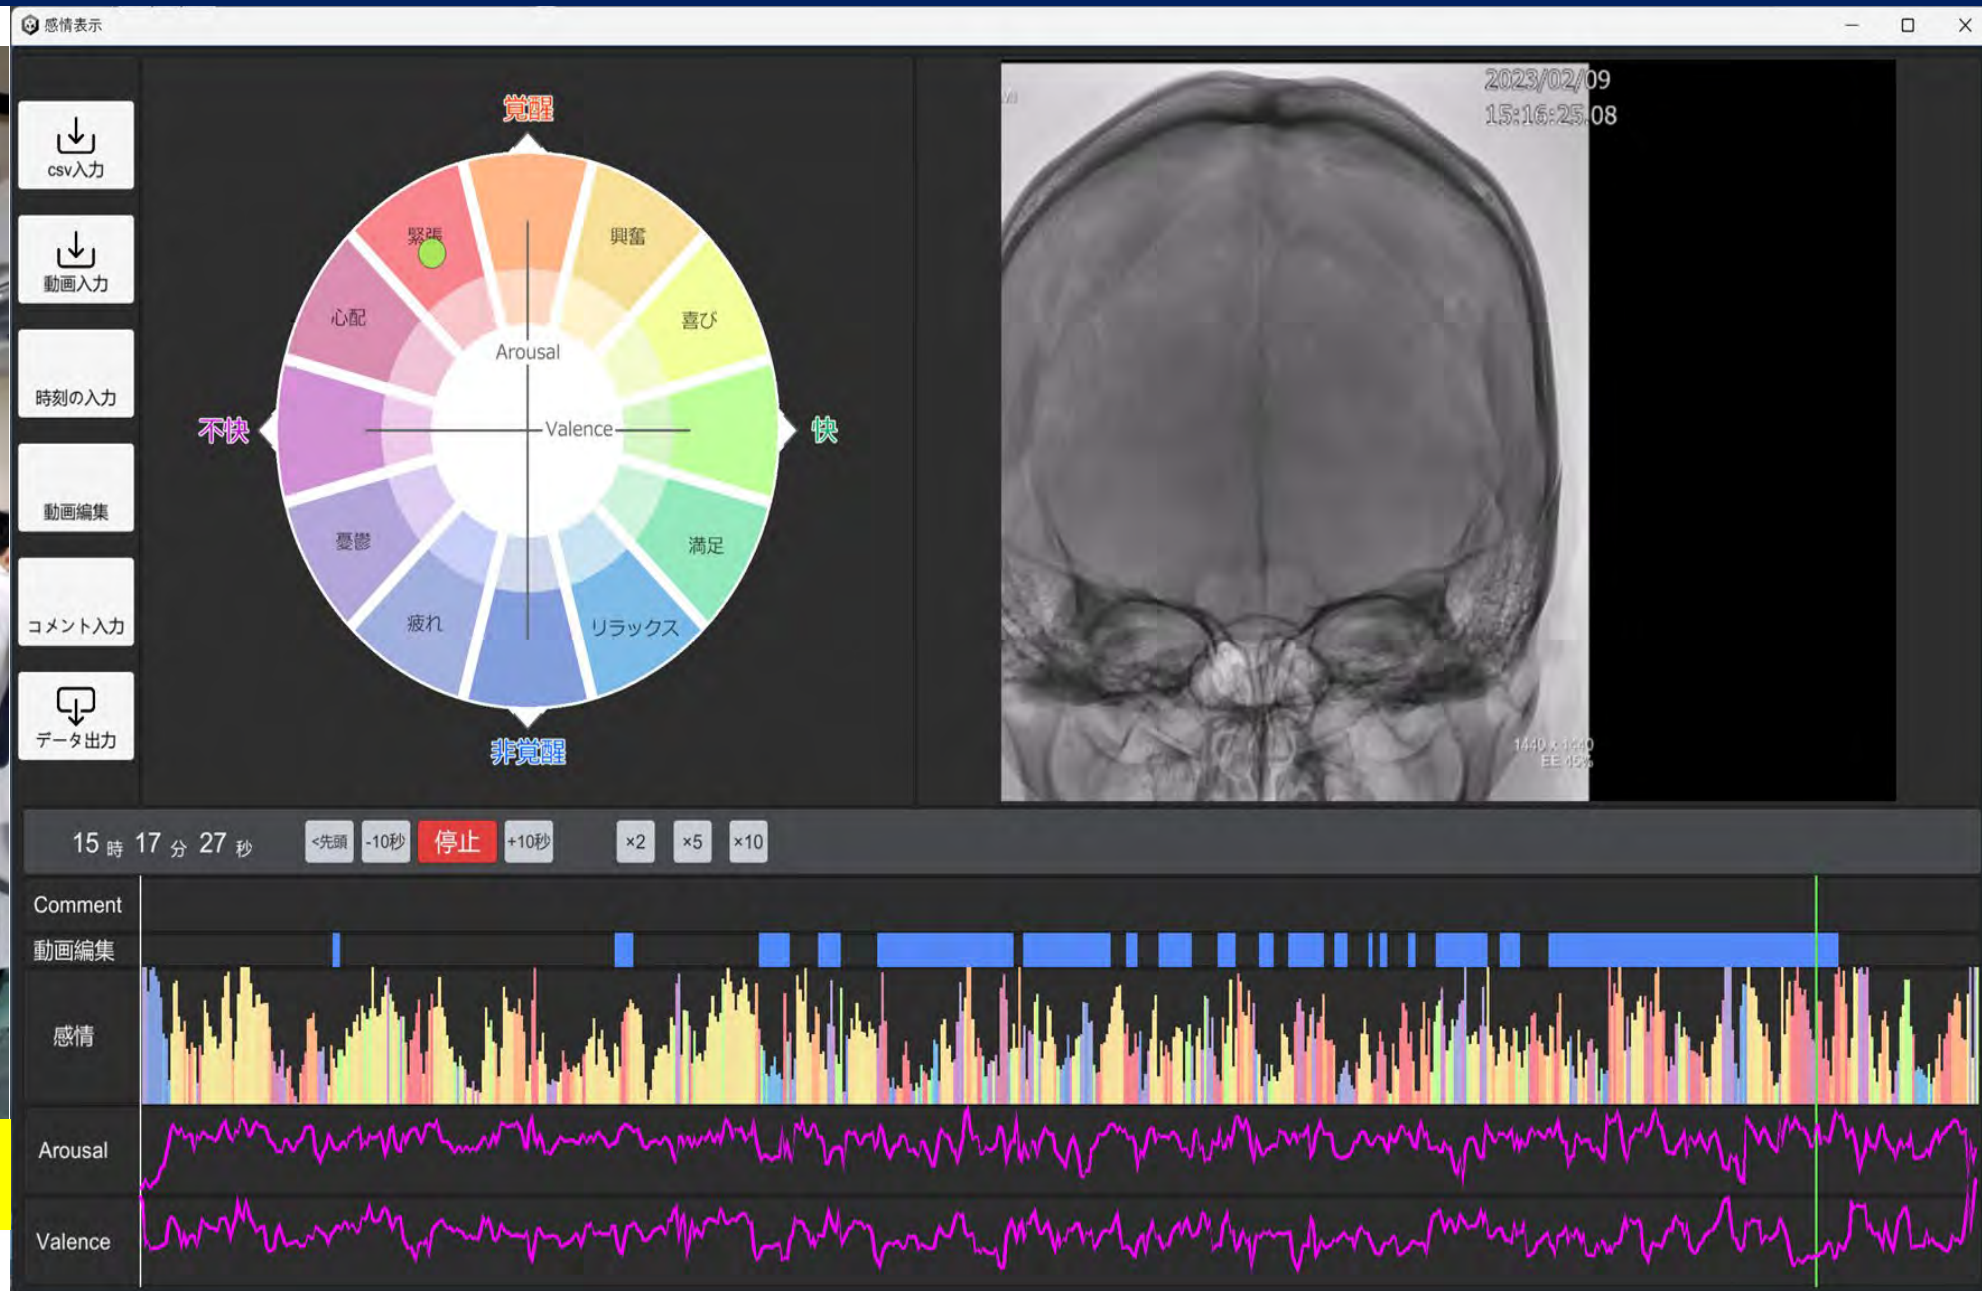 感情表示
csv入力
動画入力
時刻の入力
動画編集
コメント入力
データ出力
覚醒
緊張
興奮
心配
喜び
Arousal
不快
Valence
快
憂鬱
満足
疲れ
リラックス
非覚醒
2023/02/09
15:16:25.08
1440 x 1440
EE 45%
15 時 17 分 27 秒
<先頭
-10秒
停止
+10秒
×2
×5
×10
Comment
動画編集
感情
Arousal
Valence